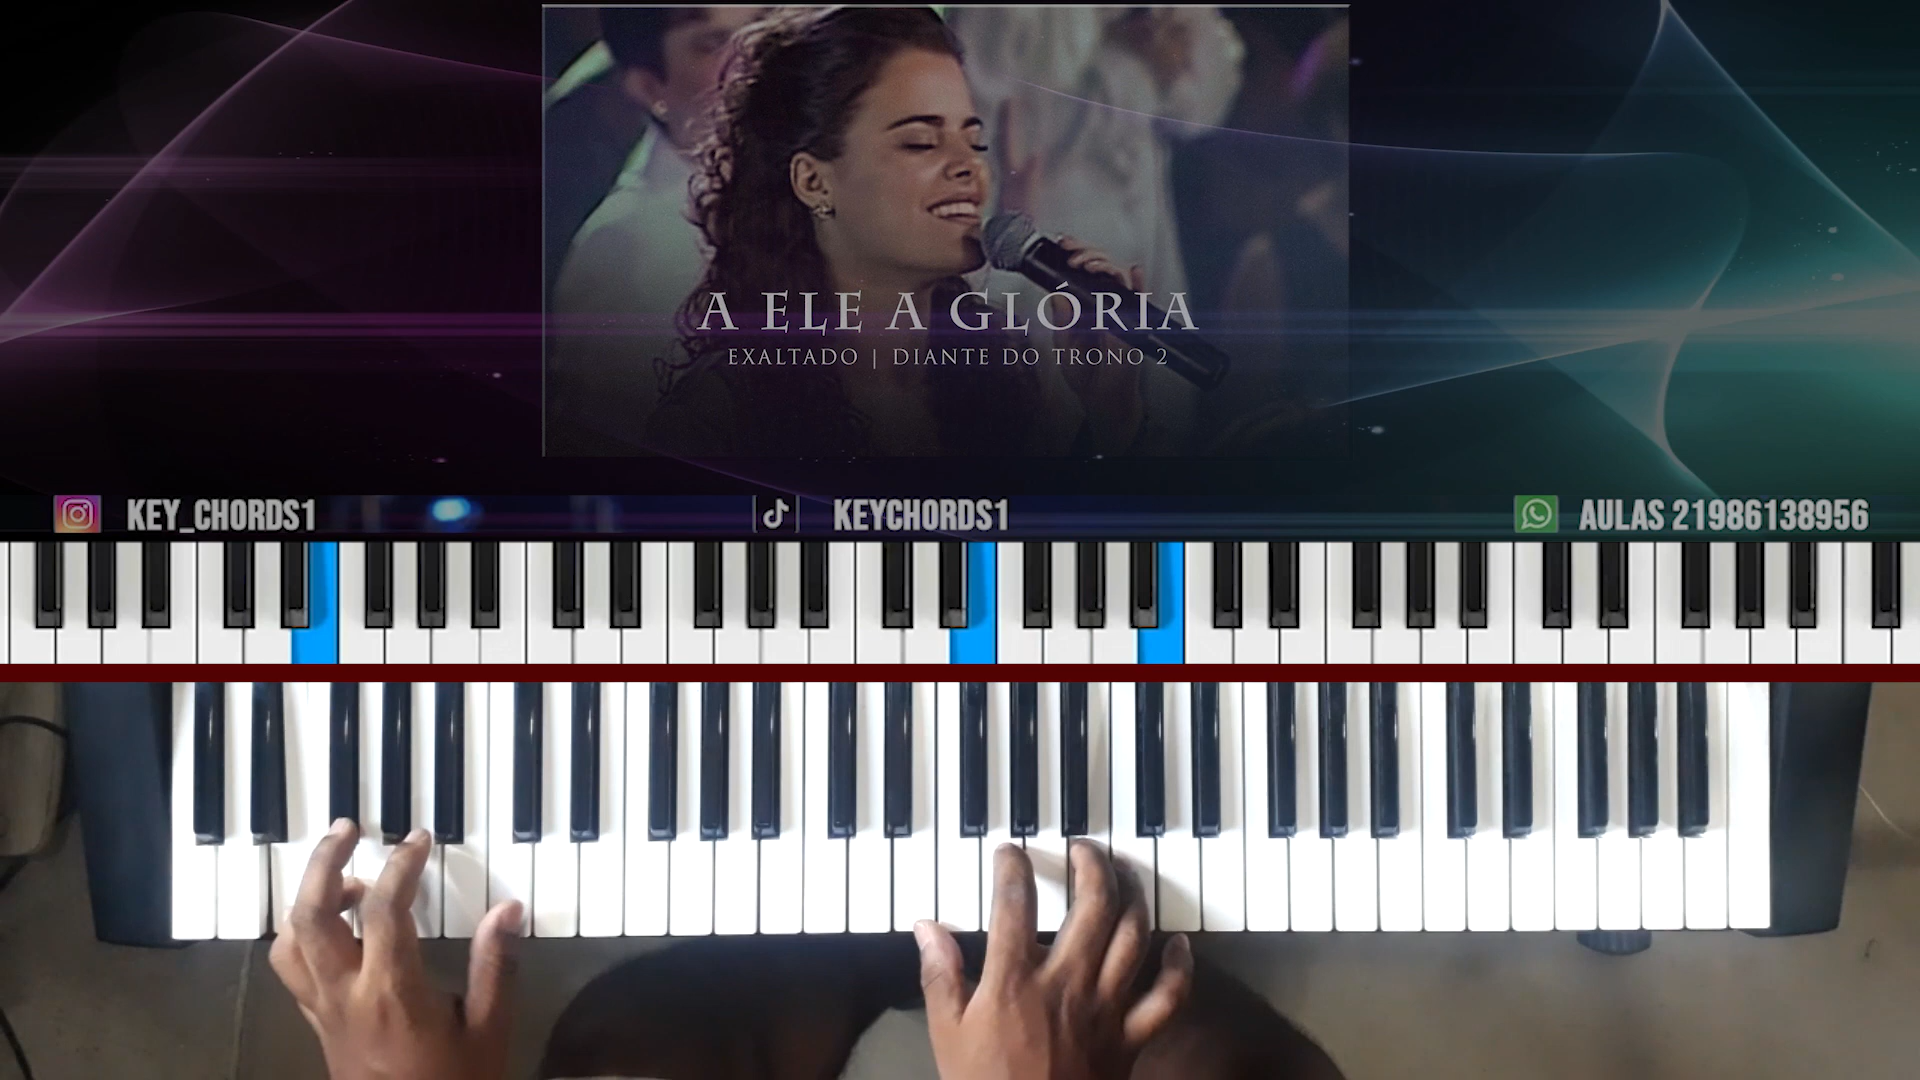 A ELE A GLÓRIA
EXALTADO | DIANTE DO TRONO 2
KEY_CHORDS1
KEYCHORDS1
AULAS 21986138956